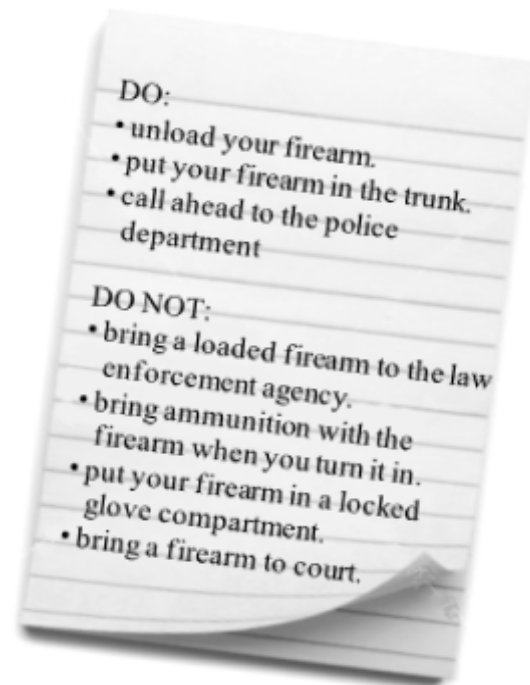 DO:
• unload your firearm.
• put your firearm in the trunk.
• call ahead to the police
department
DO NOT:
• bring a loaded firearm to the law
enforcement agency.
• bring ammunition with the
firearm when you turn it in.
• put your firearm in a locked
glove compartment.
• bring a firearm to court.